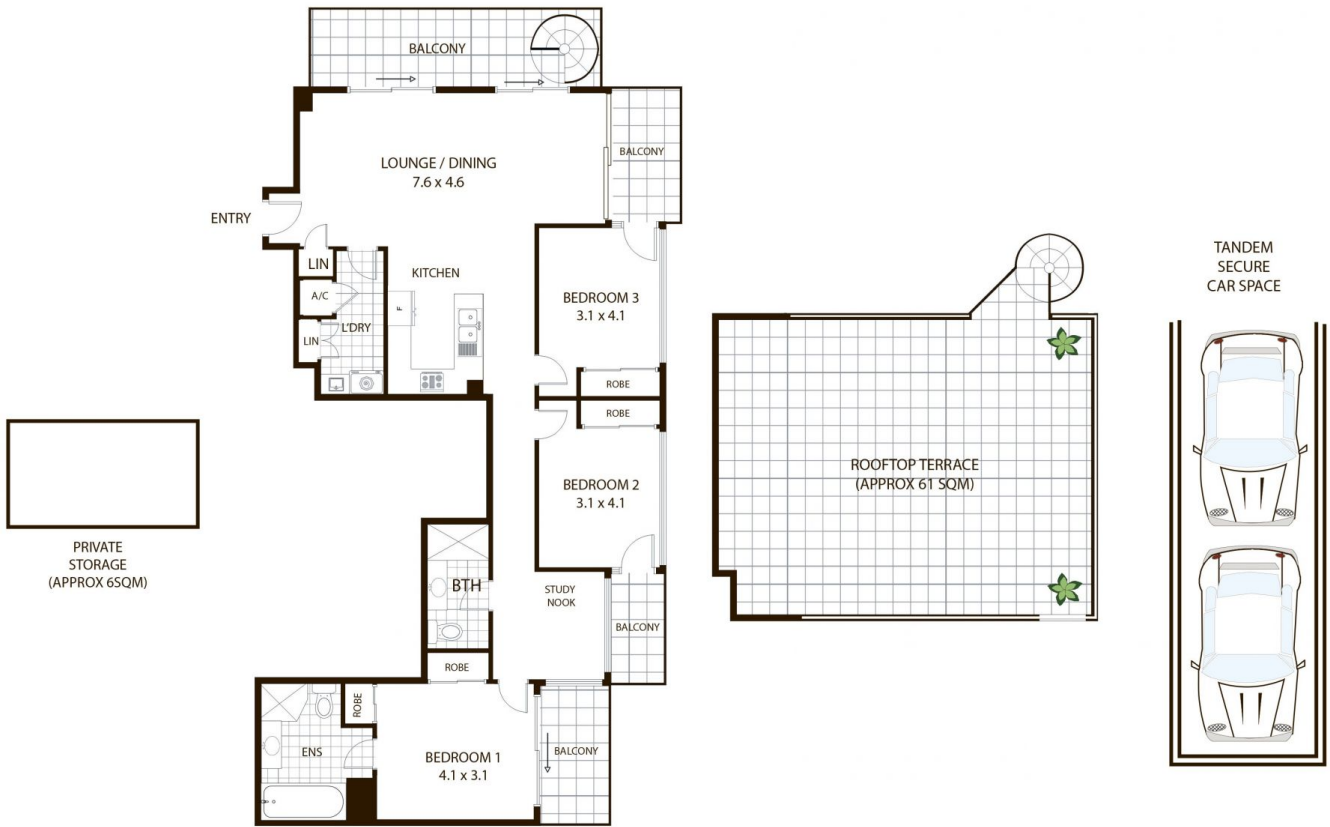 BALCONY
LOUNGE / DINING
7.6 x 4.6
BALCONY
ENTRY
LIN
KITCHEN
A/C
F
L'DRY
LIN
BEDROOM 3
3.1 x 4.1
ROBE
ROBE
BEDROOM 2
3.1 x 4.1
BTH
STUDY
NOOK
BALCONY
ROBE
ROBE
ENS
BEDROOM 1
4.1 x 3.1
BALCONY
PRIVATE
STORAGE
(APPROX 6SQM)
ROOFTOP TERRACE
(APPROX 61 SQM)
TANDEM
SECURE
CAR SPACE